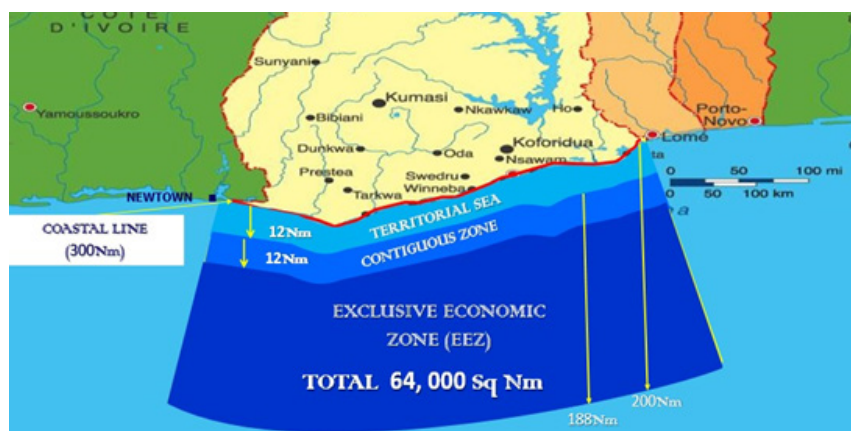 CÔTE
D'IVOIRE
Sunyani
Yamoussoukro
Kumasi
Bibiani
Nkawkaw
Ho
Porto-
Novo
Dunkwa
Oda
Koforidua
Lomé
Nsawam
ta
Prestea
Swedru
Winneba
Tarkwa
NEWTOWN
0 50 100 mi
0 50 100 km
a
COASTAL LINE
(300Nm)
12Nm
TERRITORIAL SEA
12Nm
CONTIGUOUS ZONE
EXCLUSIVE ECONOMIC
ZONE (EEZ)
TOTAL 64, 000 Sq Nm
188Nm
200Nm